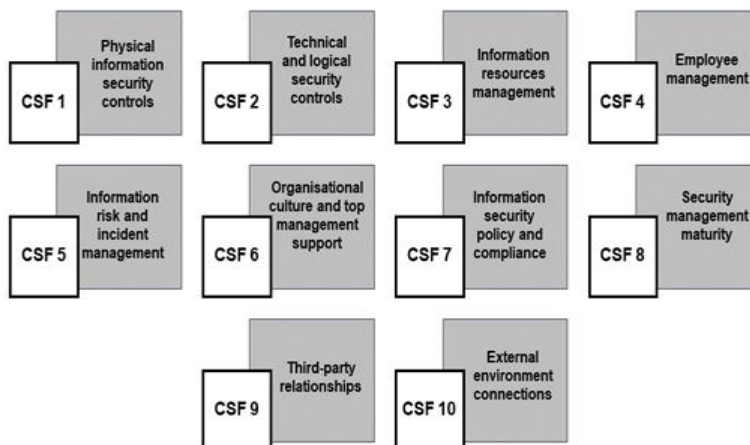 Physical
information
security
controls
CSF 1
Technical
and logical
security
controls
CSF 2
Information
resources
management
CSF 3
Employee
management
CSF 4
Information
risk and
incident
management
CSF 5
Organisational
culture and top
management
support
CSF 6
Information
security
policy and
compliance
CSF 7
Security
management
maturity
CSF 8
Third-party
relationships
CSF 9
External
environment
connections
CSF 10